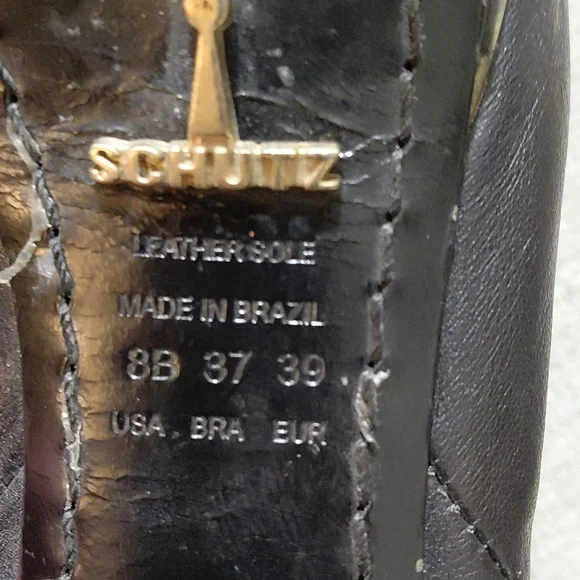 SCHUTZ
LEATHER SOLE
MADE IN BRAZIL
8B 37 39
USA BRA EUR